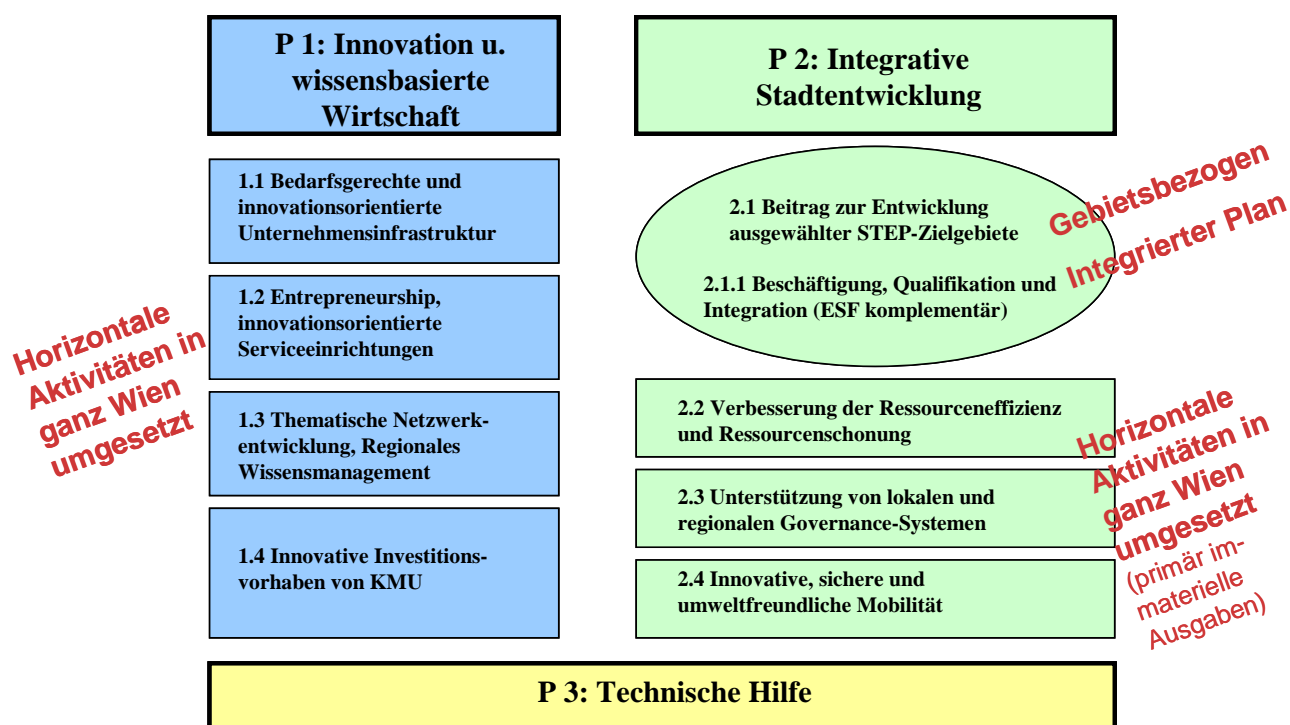 P 1: Innovation u.
wissensbasierte
Wirtschaft
P 2: Integrative
Stadtentwicklung
1.1 Bedarfsgerechte und
innovationsorientierte
Unternehmensinfrastruktur
1.2 Entrepreneurship,
innovationsorientierte
Serviceeinrichtungen
1.3 Thematische Netzwerk-
entwicklung, Regionales
Wissensmanagement
1.4 Innovative Investitions-
vorhaben von KMU
Horizontale
Aktivitäten in
ganz Wien
umgesetzt
2.1 Beitrag zur Entwicklung
ausgewählter STEP-Zielgebiete
2.1.1 Beschäftigung, Qualifikation und
Integration (ESF komplementär)
Gebietsbezogen
Integrierter Plan
2.2 Verbesserung der Ressourceneffizienz
und Ressourcenschonung
2.3 Unterstützung von lokalen und
regionalen Governance-Systemen
2.4 Innovative, sichere und
umweltfreundliche Mobilität
Horizontale
Aktivitäten in
ganz Wien
umgesetzt
(primär im-
materielle
Ausgaben)
P 3: Technische Hilfe